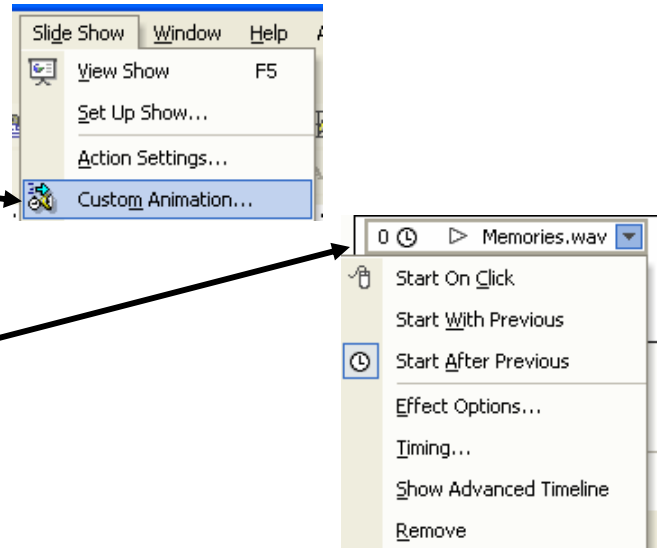 Slide Show Window Help
View Show F5
Set Up Show...
Action Settings...
Custom Animation...
0 Memories.wav
Start On Click
Start With Previous
Start After Previous
Effect Options...
Timing...
Show Advanced Timeline
Remove